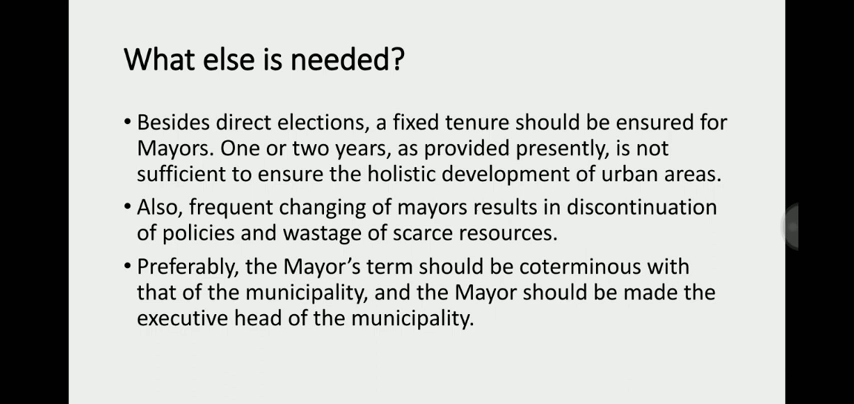 What else is needed?
• Besides direct elections, a fixed tenure should be ensured for
Mayors. One or two years, as provided presently, is not
sufficient to ensure the holistic development of urban areas.
• Also, frequent changing of mayors results in discontinuation
of policies and wastage of scarce resources.
• Preferably, the Mayor’s term should be coterminous with
that of the municipality, and the Mayor should be made the
executive head of the municipality.